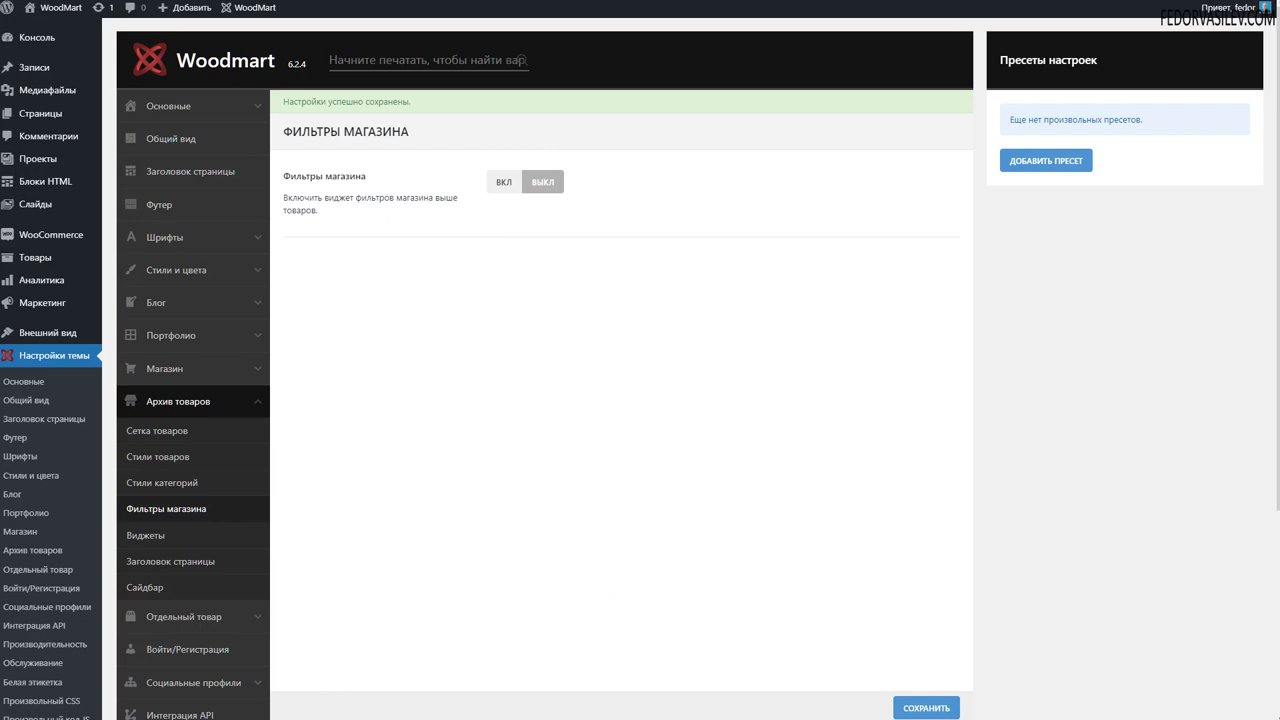 WoodMart
1
0
Добавить
WoodMart
Привет, fedor
FEDORVASILEV.COM
Консоль
Записи
Медиафайлы
Страницы
Комментарии
Проекты
Блоки HTML
Слайды
WooCommerce
Товары
Аналитика
Маркетинг
Внешний вид
Настройки темы
Основные
Общий вид
Заголовок страницы
Футер
Шрифты
Стили и цвета
Блог
Портфолио
Магазин
Архив товаров
Отдельный товар
Войти/Регистрация
Социальные профили
Интеграция API
Производительность
Обслуживание
Белая этикетка
Произвольный CSS
Произвольный код JS
Woodmart
6.2.4
Начните печатать, чтобы найти вар
Основные
Общий вид
Заголовок страницы
Футер
Шрифты
Стили и цвета
Блог
Портфолио
Магазин
Архив товаров
Сетка товаров
Стили товаров
Стили категорий
Фильтры магазина
Виджеты
Заголовок страницы
Сайдбар
Отдельный товар
Войти/Регистрация
Социальные профили
Интеграция API
Настройки успешно сохранены.
ФИЛЬТРЫ МАГАЗИНА
Фильтры магазина
Включить виджет фильтров магазина выше
товаров.
ВКЛ
ВЫКЛ
СОХРАНИТЬ
Пресеты настроек
Еще нет произвольных пресетов.
ДОБАВИТЬ ПРЕСЕТ